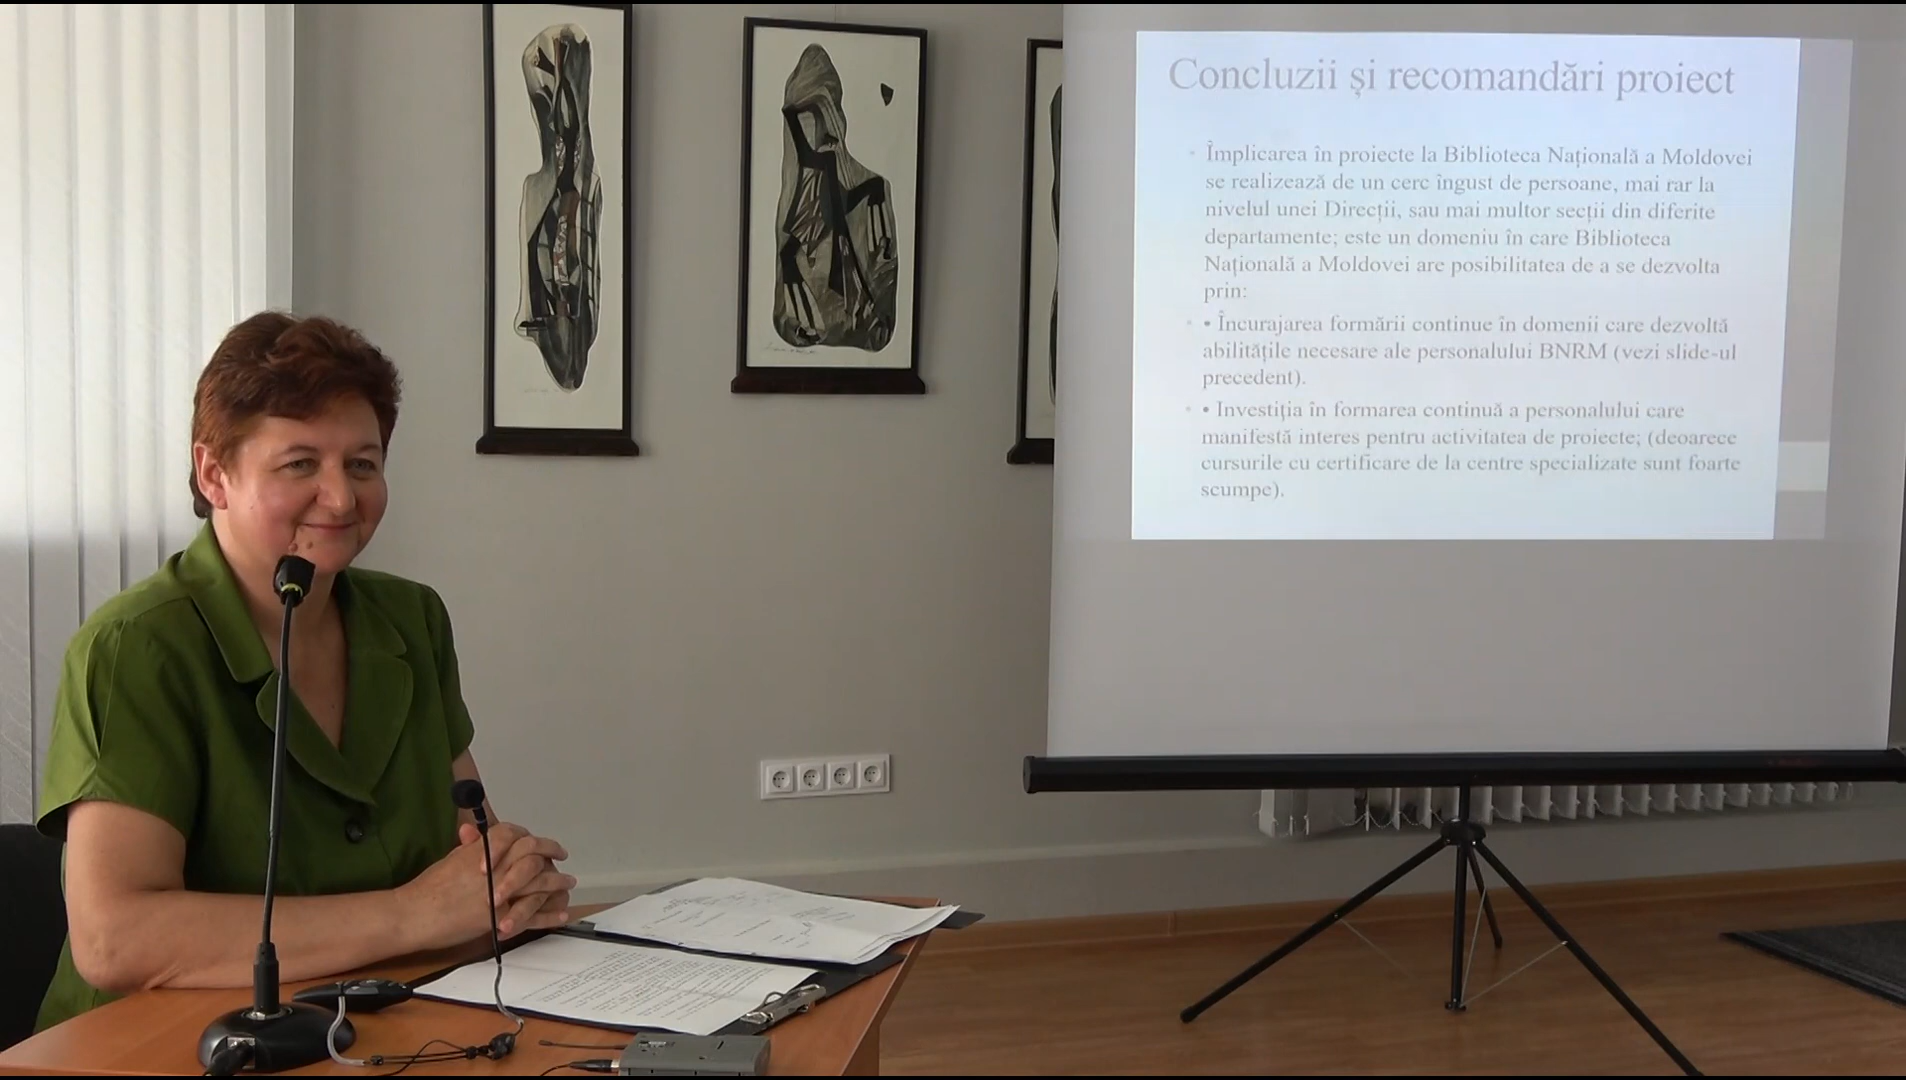 Concluzii și recomandări proiect
Implicarea în proiecte la Biblioteca Națională a Moldovei
se realizează de un cerc îngust de persoane, mai rar la
nivelul unei Direcții, sau mai multor secții din diferite
departamente; este un domeniu în care Biblioteca
Națională a Moldovei are posibilitatea de a se dezvolta
prin:
• Încurajarea formării continue în domenii care dezvoltă
abilitățile necesare ale personalului BNRM (vezi slide-ul
precedent).
• Investiția în formarea continuă a personalului care
manifestă interes pentru activitatea de proiecte; (deoarece
cursurile cu certificare de la centre specializate sunt foarte
scumpe).